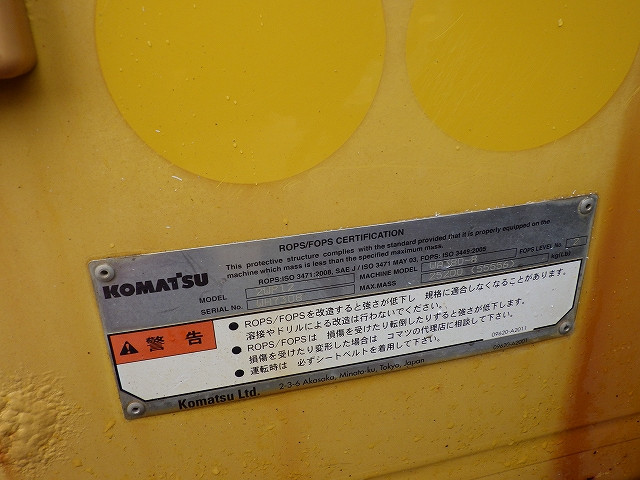 ROPS/FOPS CERTIFICATION
This protective structure complies with the standard provided that it is properly equipped on the
machine which mass is less than the specified maximum mass.
KOMATSU
ROPS:ISO 3471:2008, SAE J / ISO 3471 MAY 03, FOPS: ISO 3449:2008
MODEL MACHINE MODEL FOPS LEVEL No
SERIAL No. MAX.MASS kg(Lb)
警告
● ROPS/FOPSを改造すると強さが低下し 規格に適合しなくなることがあります。
溶接やドリルによる改造は行わないでください。
● ROPS/FOPSは 損傷を受けたり転倒したりすると強さが低下します。
損傷を受けたり変形した場合は コマツの代理店に相談して下さい。
● 運転時は 必ずシートベルトを着用して下さい。
09620-A2011
Komatsu Ltd. 2-3-6 Akasaka, Minato-ku, Tokyo, Japan